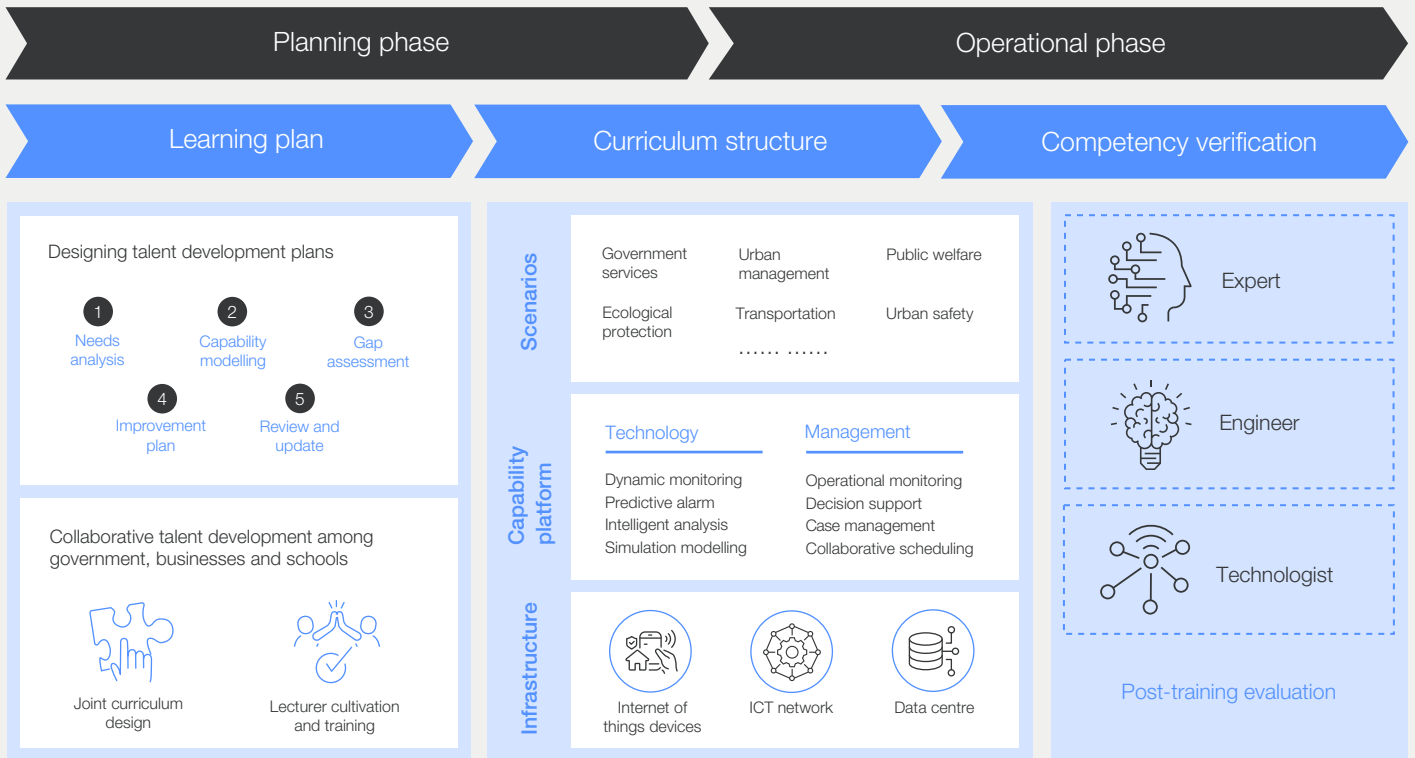 Planning phase
Operational phase
Learning plan
Curriculum structure
Competency verification
Designing talent development plans
1
Needs
analysis
2
Capability
modelling
3
Gap
assessment
4
Improvement
plan
5
Review and
update
Collaborative talent development among
government, businesses and schools
Joint curriculum
design
Lecturer cultivation
and training
Scenarios
Government
services
Urban
management
Public welfare
Ecological
protection
Transportation
Urban safety
...... ......
Capability
platform
Technology
Dynamic monitoring
Predictive alarm
Intelligent analysis
Simulation modelling
Management
Operational monitoring
Decision support
Case management
Collaborative scheduling
Infrastructure
Internet of
things devices
ICT network
Data centre
Expert
Engineer
Technologist
Post-training evaluation